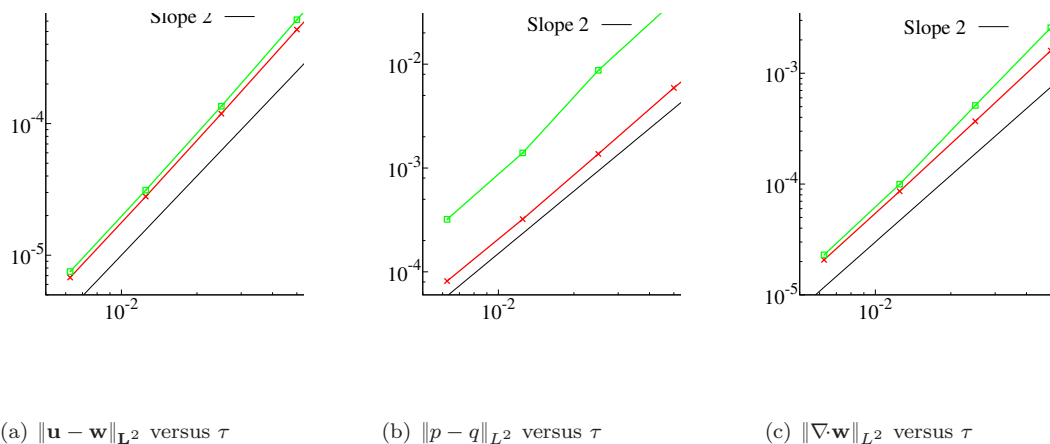 Slope 2
10-4
10-5
10-2
Slope 2
10-2
10-3
10-4
10-2
Slope 2
10-3
10-4
10-5
10-2
(a) ‖u − w‖L2 versus τ
(b) ‖p − q‖L2 versus τ
(c) ‖∇·w‖L2 versus τ